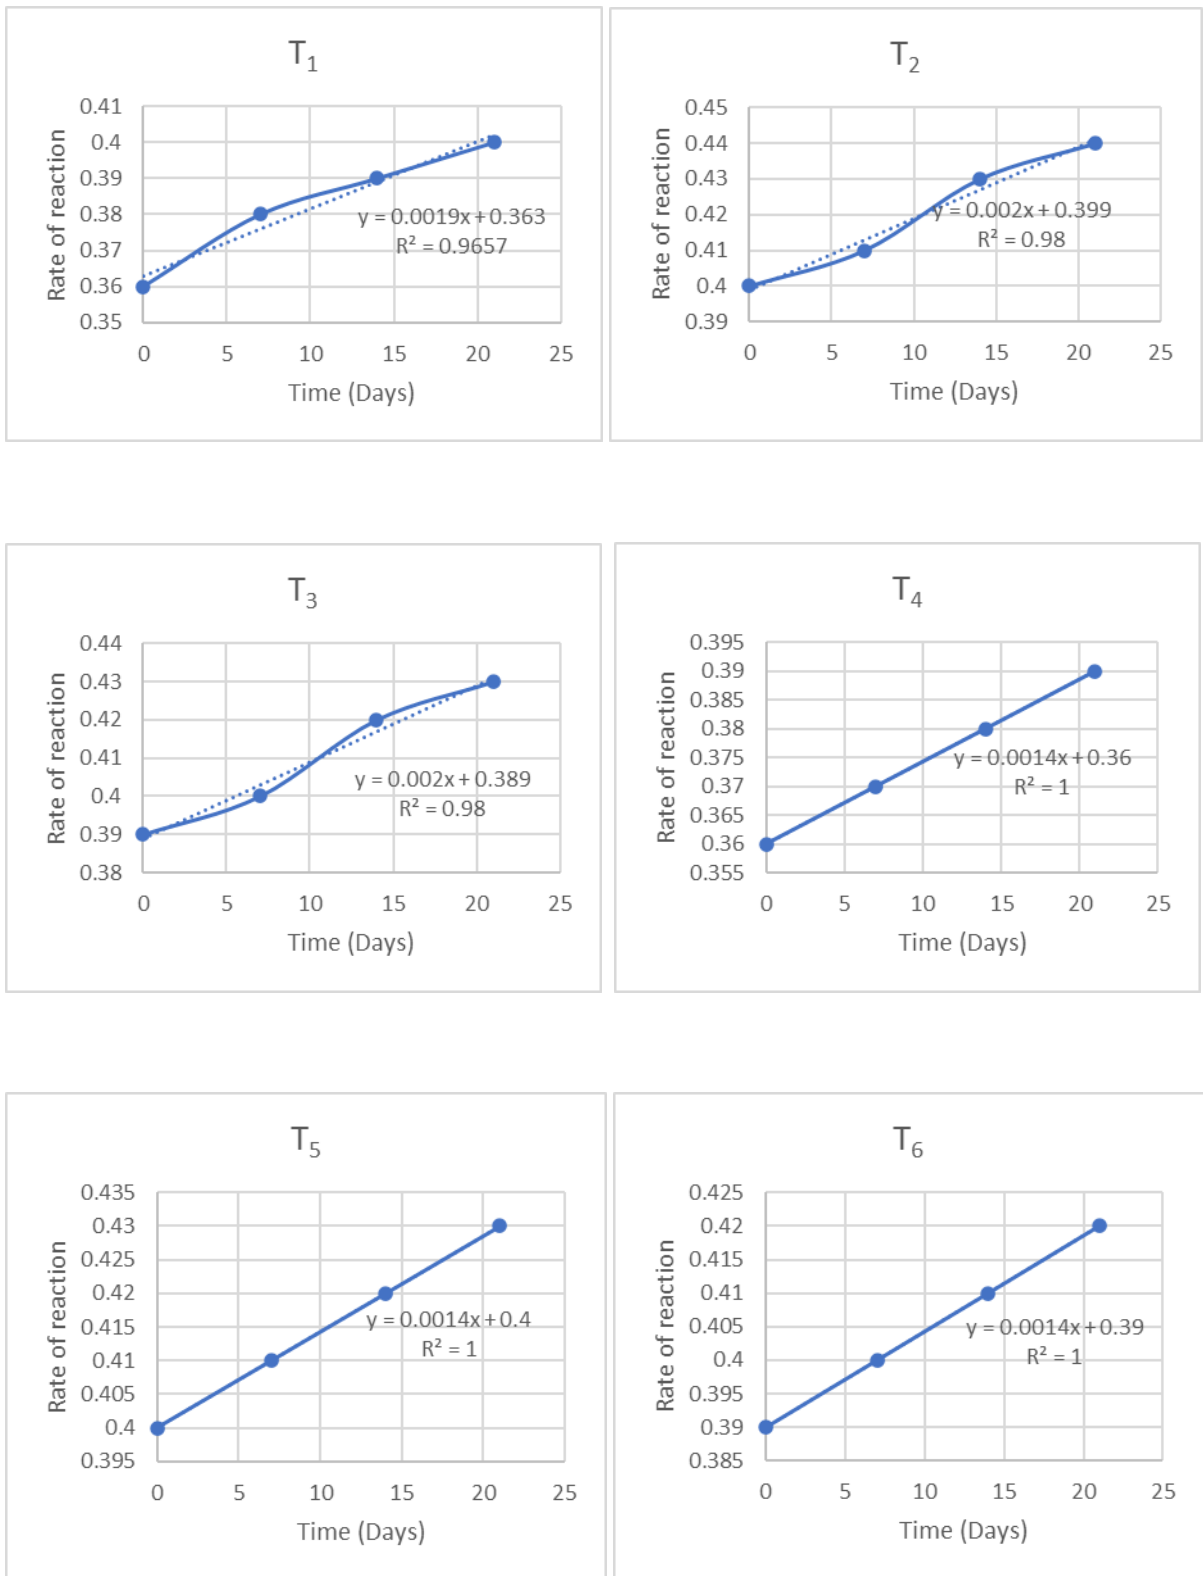 T₁
0.41
0.4
0.39
0.38
0.37
0.36
0.35
Rate of reaction
y = 0.0019x + 0.363
R² = 0.9657
0 5 10 15 20 25
Time (Days)
T₂
0.45
0.44
0.43
0.42
0.41
0.4
0.39
Rate of reaction
y = 0.002x + 0.399
R² = 0.98
0 5 10 15 20 25
Time (Days)
T₃
0.44
0.43
0.42
0.41
0.4
0.39
0.38
Rate of reaction
y = 0.002x + 0.389
R² = 0.98
0 5 10 15 20 25
Time (Days)
T₄
0.395
0.39
0.385
0.38
0.375
0.37
0.365
0.36
0.355
Rate of reaction
y = 0.0014x + 0.36
R² = 1
0 5 10 15 20 25
Time (Days)
T₅
0.435
0.43
0.425
0.42
0.415
0.41
0.405
0.4
0.395
Rate of reaction
y = 0.0014x + 0.4
R² = 1
0 5 10 15 20 25
Time (Days)
T₆
0.425
0.42
0.415
0.41
0.405
0.4
0.395
0.39
0.385
Rate of reaction
y = 0.0014x + 0.39
R² = 1
0 5 10 15 20 25
Time (Days)